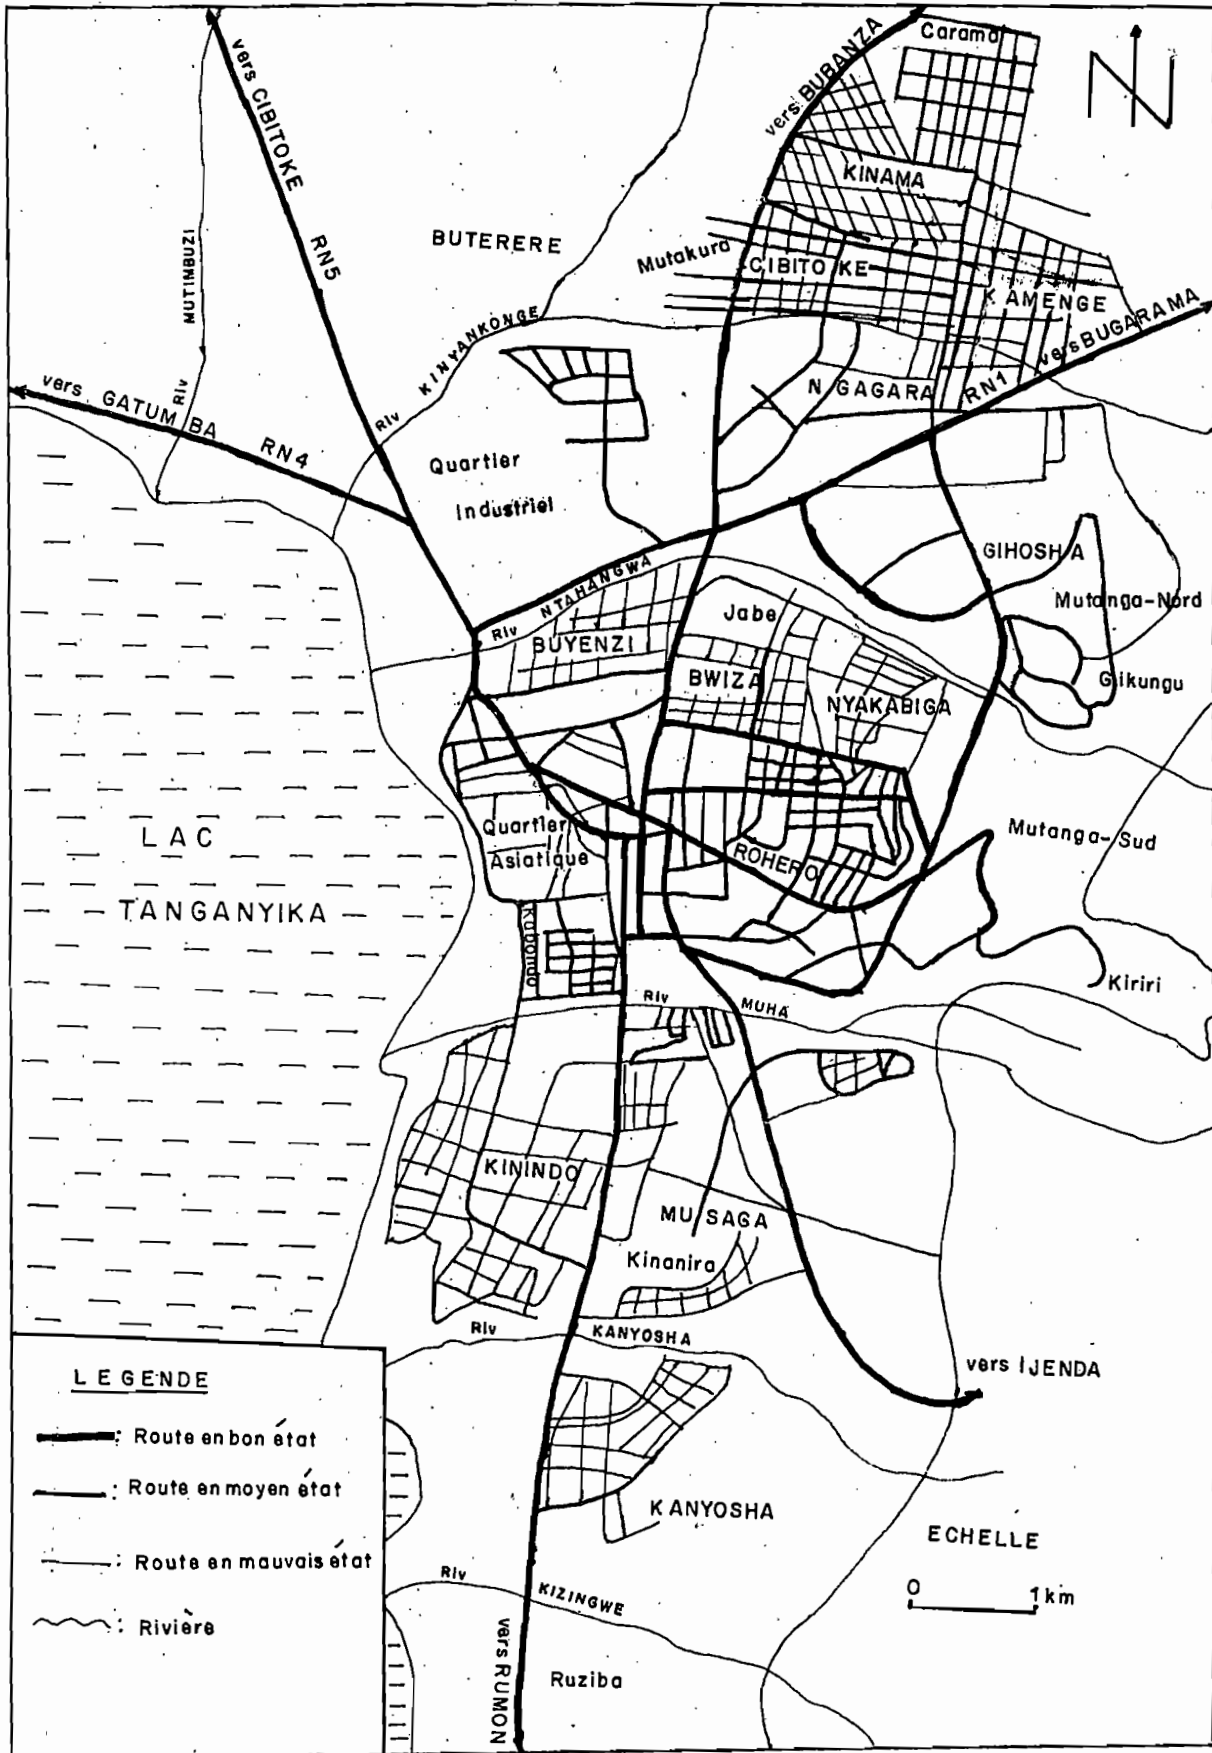 Carama
vers BUBANZA
N
vers CIBITOKE
RN5
KINAMA
BUTERERE
Mutakura
CIBITOKE
KAMENGE
MUTIMBUZI
Riv
Riv KINYANKONGE
vers BUGARAMA
RN1
NGAGARA
vers GATUMBA
RN4
Quartier
Industriel
GIHOSHA
Riv NTAHANGWA
Mutanga-Nord
Jabe
BUYENZI
BWIZA
NYAKABIGA
Gikungu
LAC
TANGANYIKA
Quartier
Asiatique
ROHERO
Mutanga-Sud
Kabondo
Kiriri
Riv MUHA
KININDO
MUSAGA
Kinanira
Riv KANYOSHA
vers IJENDA
KANYOSHA
Riv KIZINGWE
vers RUMON
Ruziba
LEGENDE
: Route en bon état
: Route en moyen état
: Route en mauvais état
: Rivière
ECHELLE
0 1km